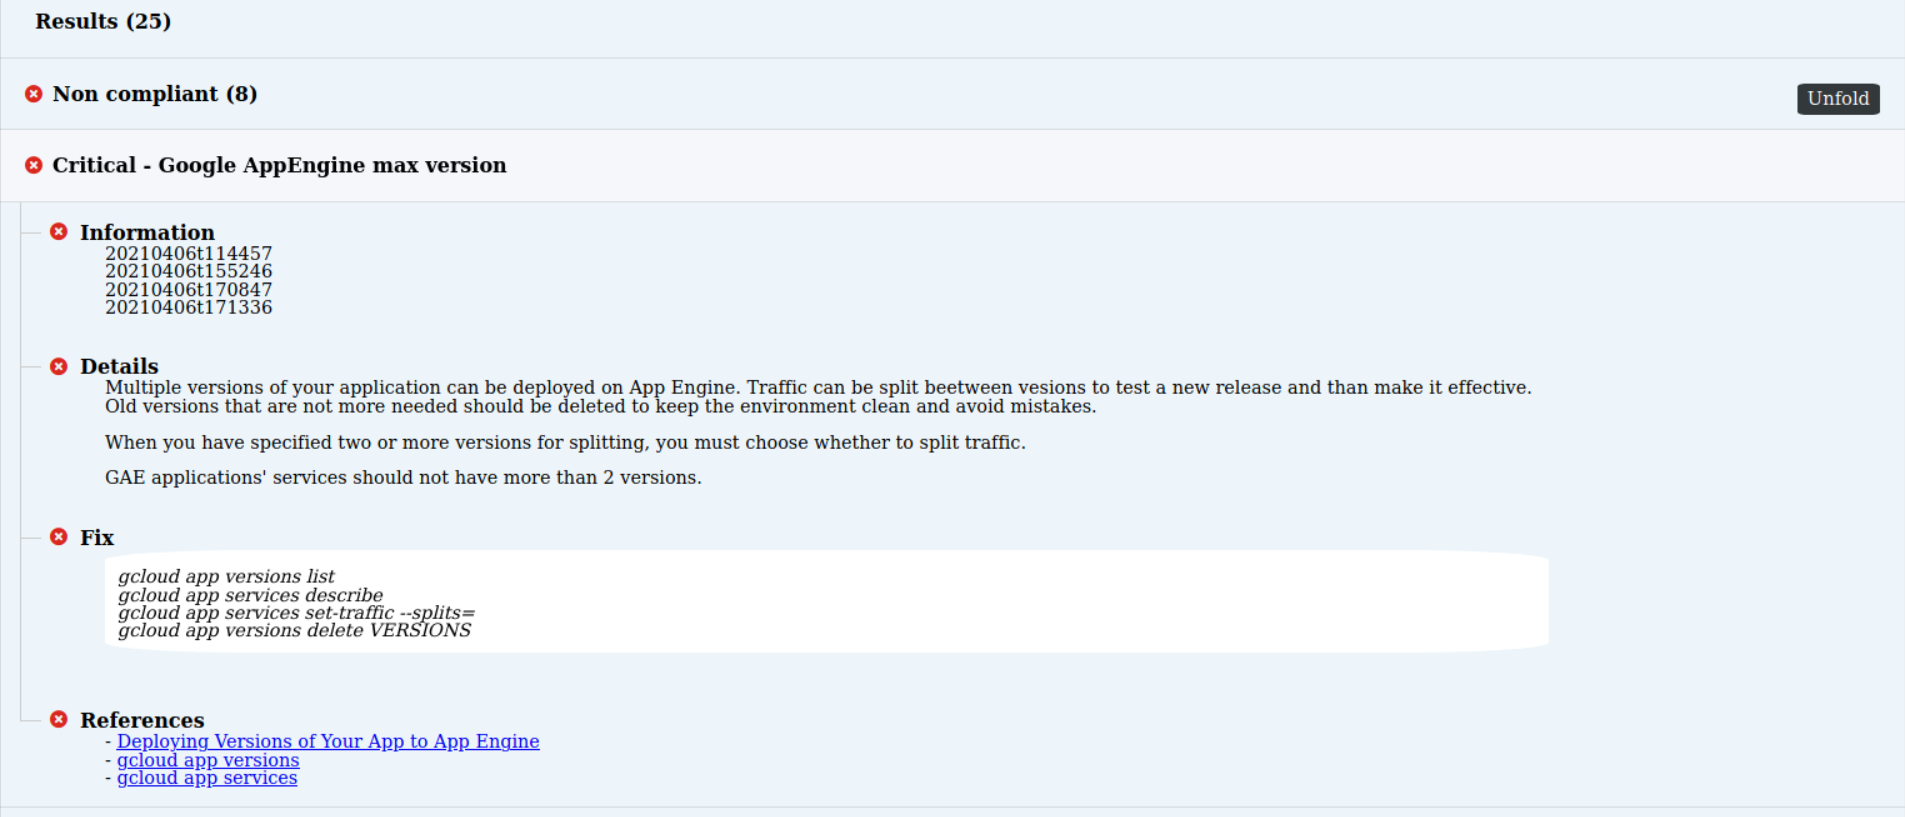 Results (25)
Non compliant (8)
Unfold
Critical - Google AppEngine max version
Information
20210406t114457
20210406t155246
20210406t170847
20210406t171336
Details
Multiple versions of your application can be deployed on App Engine. Traffic can be split beetween vesions to test a new release and than make it effective.
Old versions that are not more needed should be deleted to keep the environment clean and avoid mistakes.
When you have specified two or more versions for splitting, you must choose whether to split traffic.
GAE applications' services should not have more than 2 versions.
Fix
gcloud app versions list
gcloud app services describe
gcloud app services set-traffic --splits=
gcloud app versions delete VERSIONS
References
- Deploying Versions of Your App to App Engine
- gcloud app versions
- gcloud app services